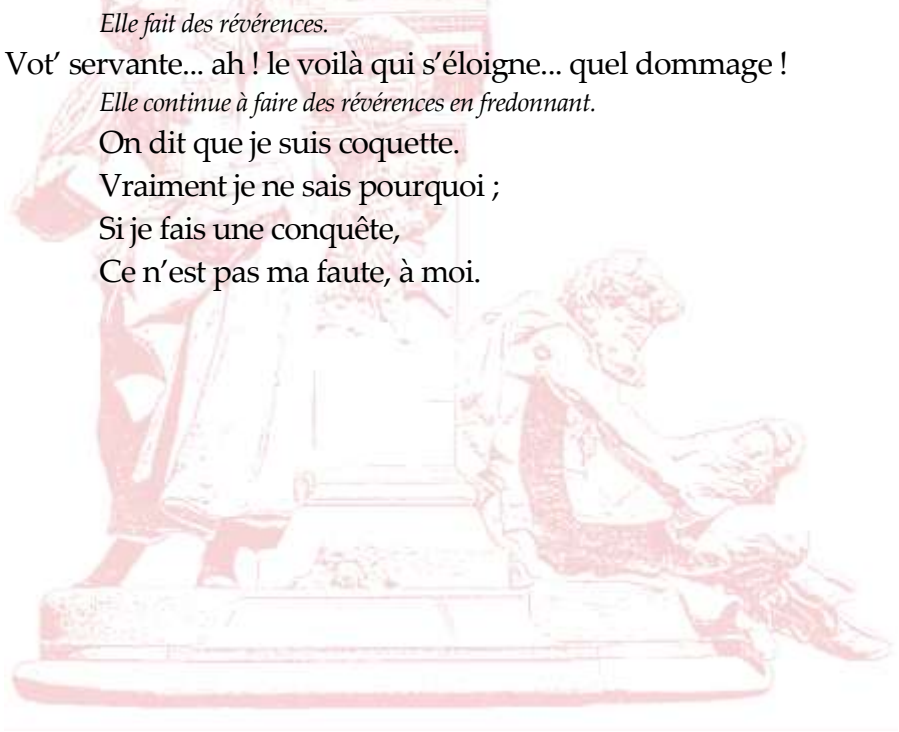 Elle fait des révérences.
Vot’ servante... ah ! le voilà qui s’éloigne... quel dommage !
Elle continue à faire des révérences en fredonnant.
On dit que je suis coquette.
Vraiment je ne sais pourquoi ;
Si je fais une conquête,
Ce n’est pas ma faute, à moi.